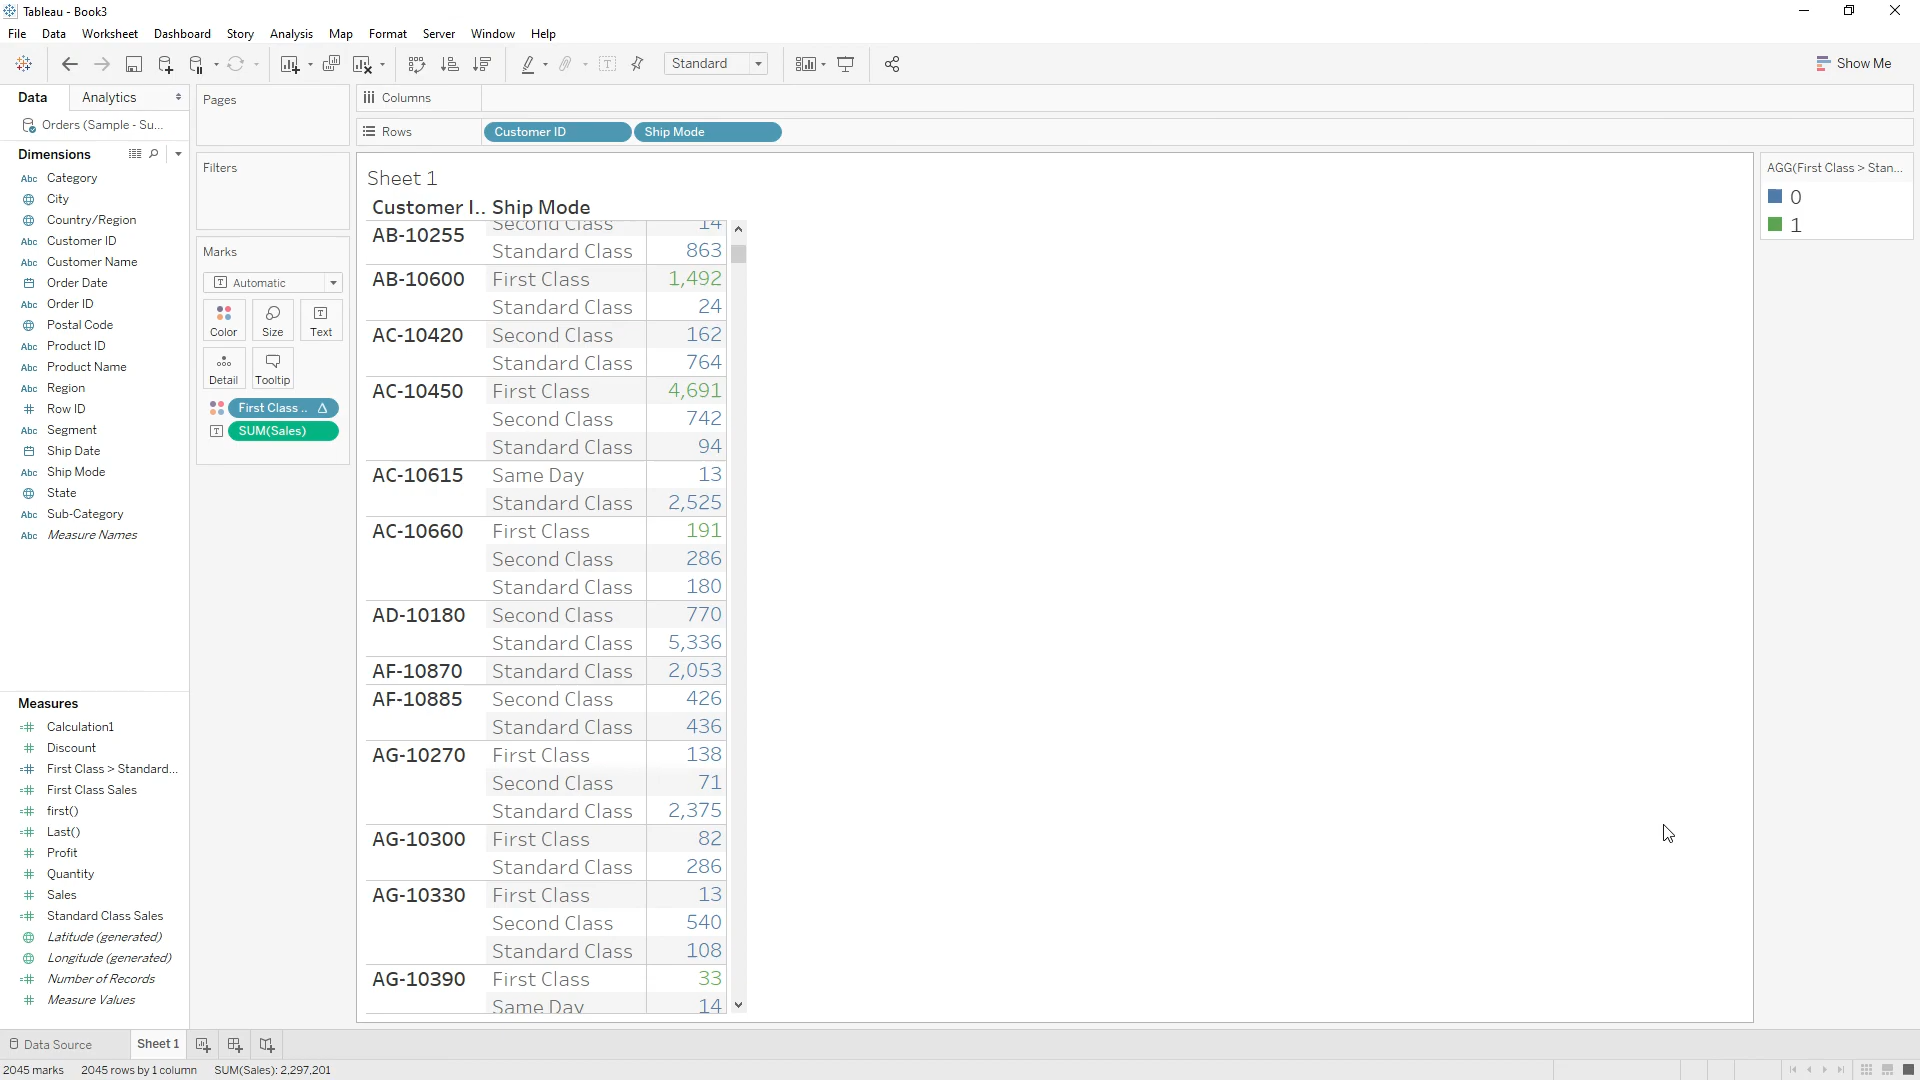 Tableau - Book3
File Data Worksheet Dashboard Story Analysis Map Format Server Window Help
Standard
Show Me
Data Analytics
Orders (Sample - Su...
Dimensions
Abc Category
City
Country/Region
Abc Customer ID
Abc Customer Name
Order Date
Abc Order ID
Postal Code
Abc Product ID
Abc Product Name
Abc Region
# Row ID
Abc Segment
Ship Date
Abc Ship Mode
State
Abc Sub-Category
Abc Measure Names
Measures
=# Calculation1
# Discount
=# First Class > Standard...
=# First Class Sales
=# first()
=# Last()
# Profit
# Quantity
# Sales
=# Standard Class Sales
Latitude (generated)
Longitude (generated)
=# Number of Records
# Measure Values
Pages
Filters
Marks
Automatic
Color Size Text
Detail Tooltip
First Class .. Δ
SUM(Sales)
Columns
Rows Customer ID Ship Mode
Sheet 1
Customer I.. Ship Mode
AB-10255 Second Class 14
Standard Class 863
AB-10600 First Class 1,492
Standard Class 24
AC-10420 Second Class 162
Standard Class 764
AC-10450 First Class 4,691
Second Class 742
Standard Class 94
AC-10615 Same Day 13
Standard Class 2,525
AC-10660 First Class 191
Second Class 286
Standard Class 180
AD-10180 Second Class 770
Standard Class 5,336
AF-10870 Standard Class 2,053
AF-10885 Second Class 426
Standard Class 436
AG-10270 First Class 138
Second Class 71
Standard Class 2,375
AG-10300 First Class 82
Standard Class 286
AG-10330 First Class 13
Second Class 540
Standard Class 108
AG-10390 First Class 33
Same Day 14
AGG(First Class > Stan...
0
1
Data Source Sheet 1
2045 marks 2045 rows by 1 column SUM(Sales): 2,297,201